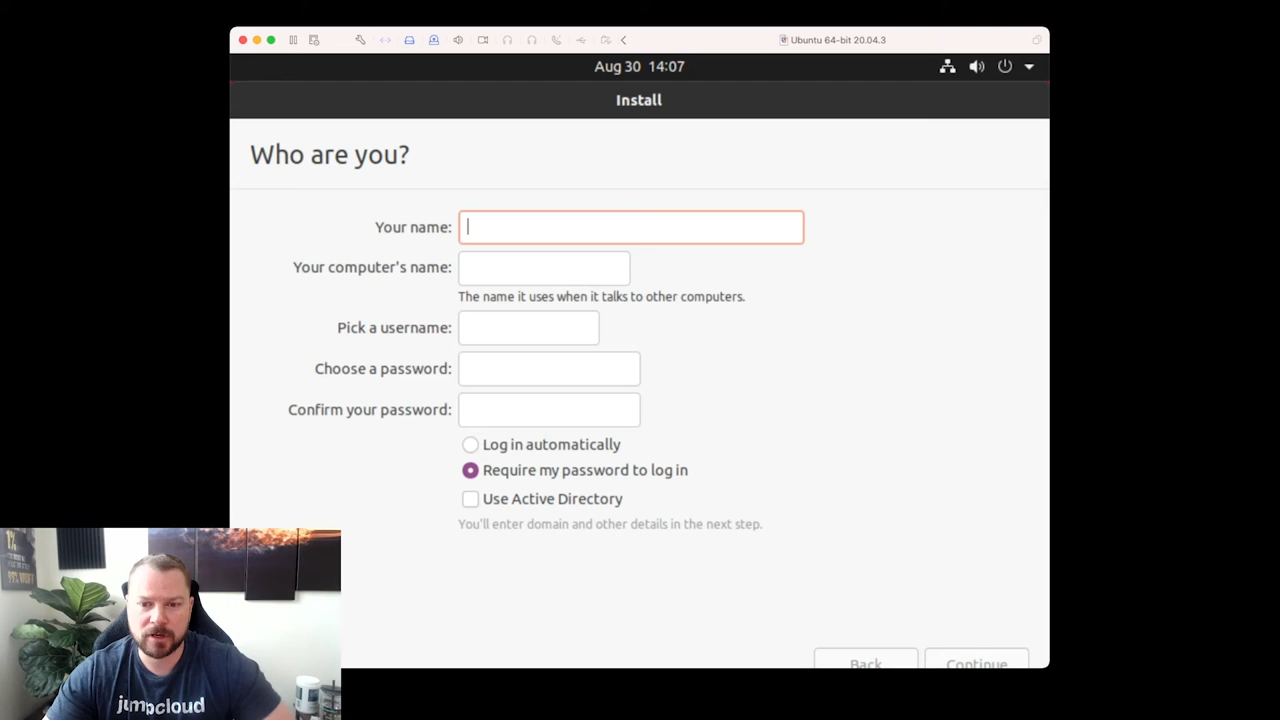 Ubuntu 64-bit 20.04.3
Aug 30 14:07
Install
Who are you?
Your name:
Your computer's name:
The name it uses when it talks to other computers.
Pick a username:
Choose a password:
Confirm your password:
Log in automatically
Require my password to log in
Use Active Directory
You'll enter domain and other details in the next step.
Back
Continue
1%
99%
jumpcloud